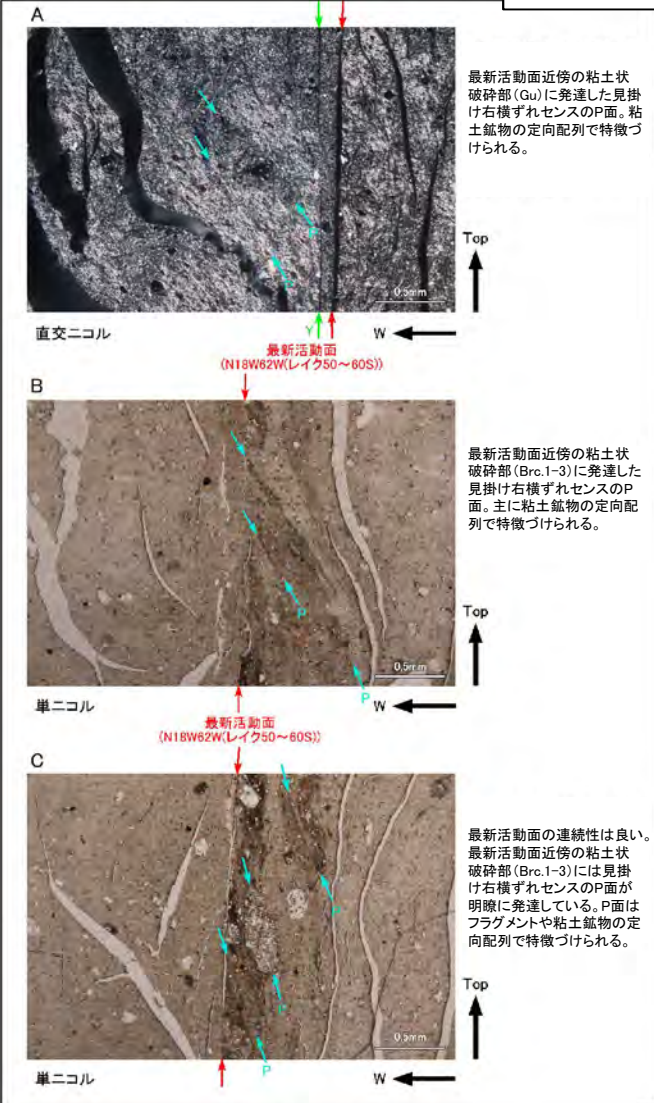 A
最新活動面近傍の粘土状
破砕部(Gu)に発達した見掛
け右横ずれセンスのP面。粘
土鉱物の定向配列で特徴づ
けられる。
P
P
0.5mm
Top
直交ニコル
Y
W
最新活動面
(N18W62W(レイク50～60S))
B
最新活動面近傍の粘土状
破砕部(Brc.1-3)に発達した
見掛け右横ずれセンスのP
面。主に粘土鉱物の定向配
列で特徴づけられる。
P
P
0.5mm
Top
単ニコル
W
最新活動面
(N18W62W(レイク50～60S))
C
最新活動面の連続性は良い。
最新活動面近傍の粘土状
破砕部(Brc.1-3)には見掛
け右横ずれセンスのP面が
明瞭に発達している。P面は
フラグメントや粘土鉱物の定
向配列で特徴づけられる。
P
P
P
0.5mm
Top
単ニコル
W